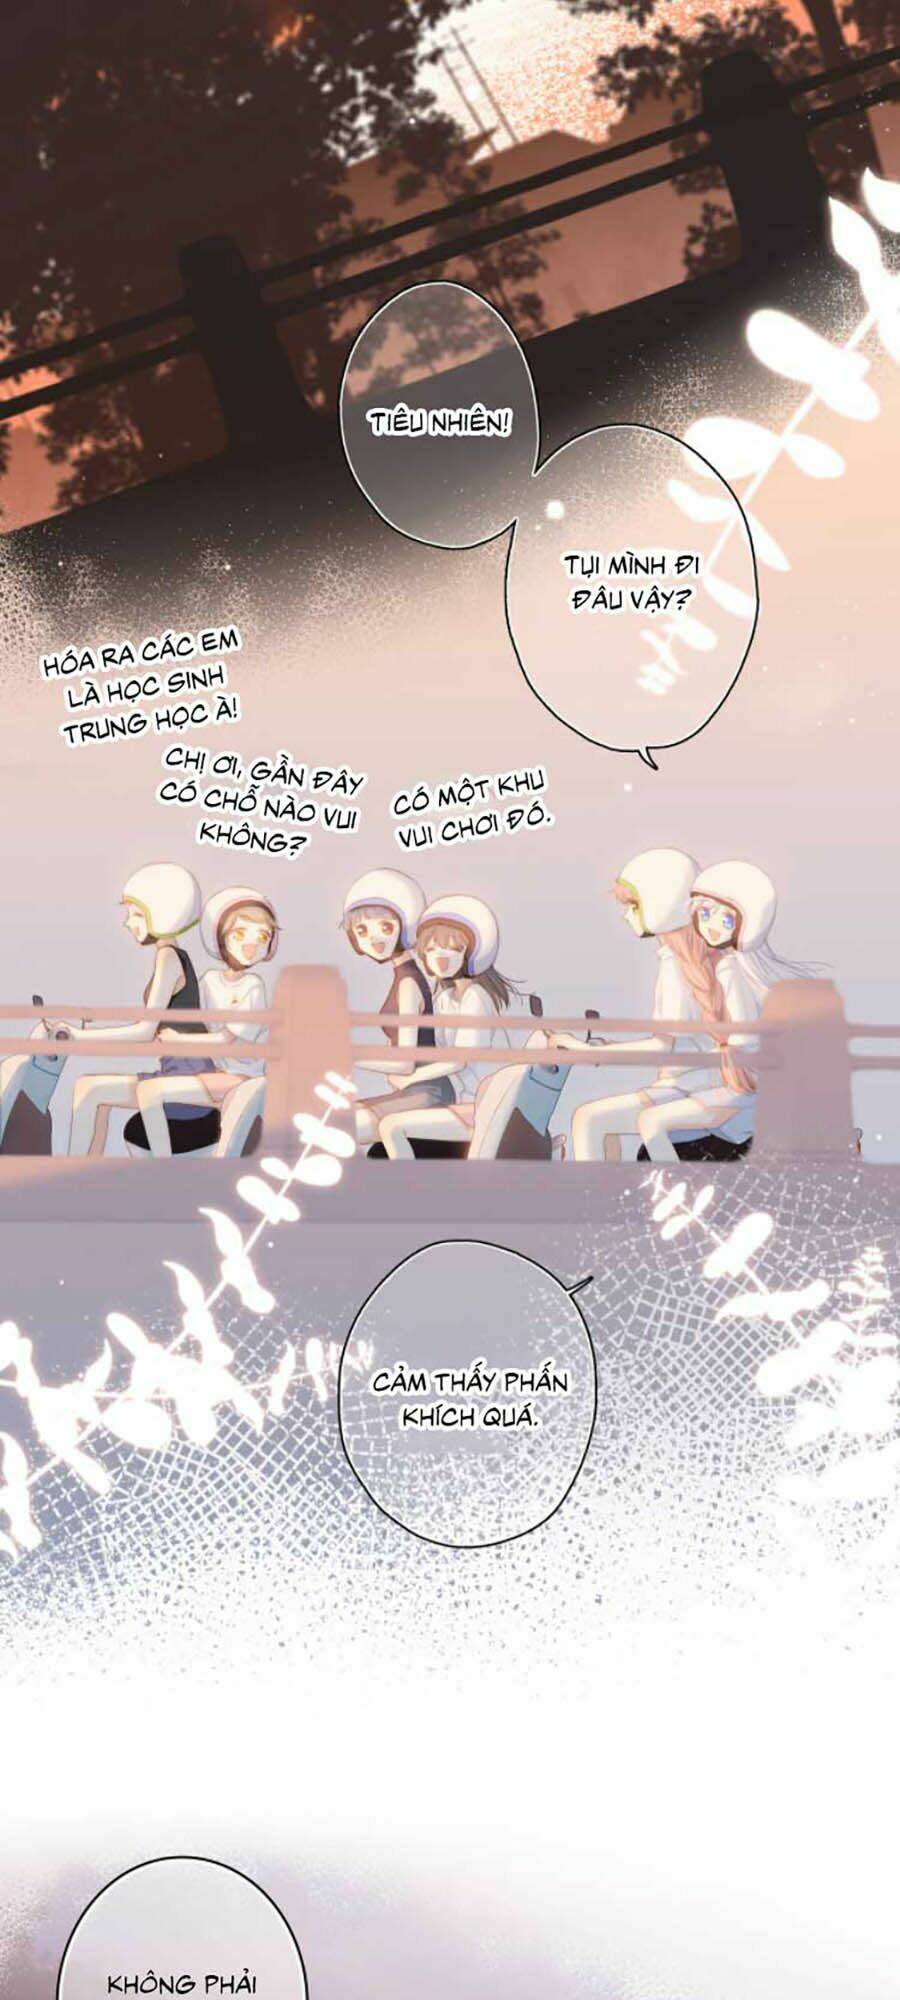 TIÊU NHIÊN!
TỤI MÌNH ĐI
ĐÂU VẬY?
HÓA RA CÁC EM
LÀ HỌC SINH
TRUNG HỌC À!
CHỊ ƠI, GẦN ĐÂY
CÓ CHỖ NÀO VUI
KHÔNG?
CÓ MỘT KHU
VUI CHƠI ĐÓ.
CẢM THẤY PHẤN
KHÍCH QUÁ.
KHÔNG PHẢI